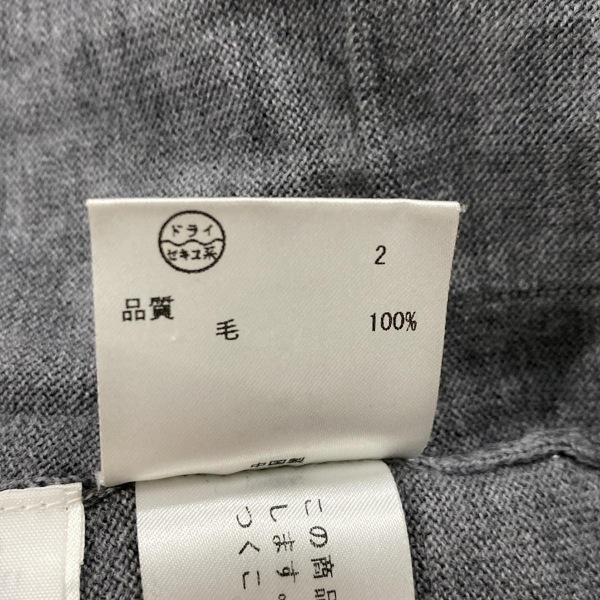 ドライ
セキユ系
2
品質
毛 100%
中国製
この商品
します。
つくこ